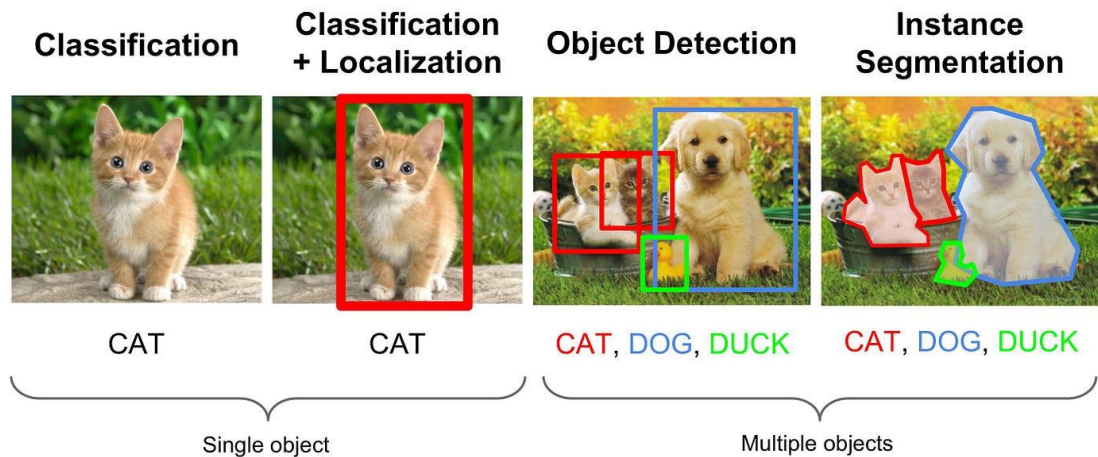 Classification
Classification
+ Localization
Object Detection
Instance
Segmentation
CAT
CAT
CAT, DOG, DUCK
CAT, DOG, DUCK
Single object
Multiple objects